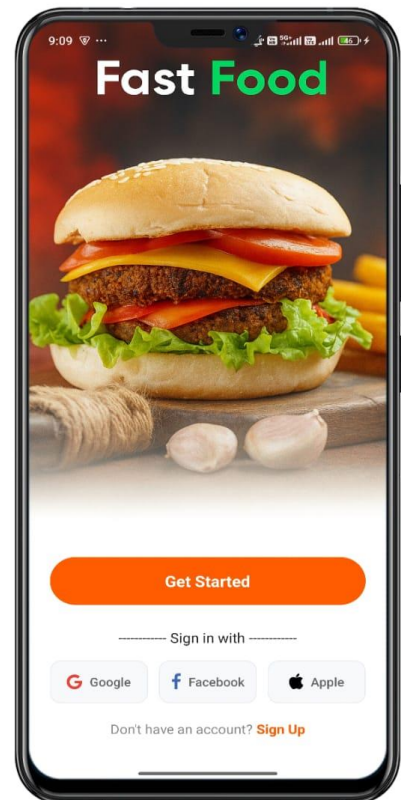 9:09
Fast Food
Get Started
------------ Sign in with ------------
Google Facebook Apple
Don't have an account? Sign Up